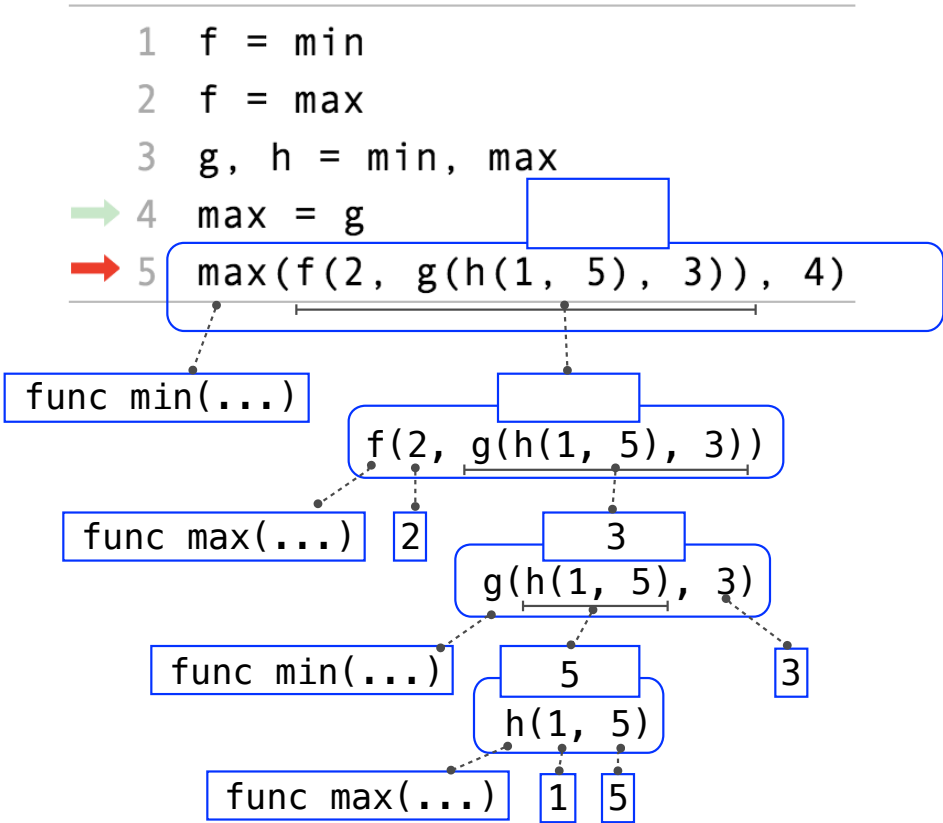 1 f = min
2 f = max
3 g, h = min, max
4 max = g
5 max(f(2, g(h(1, 5), 3)), 4)
func min(...)
f(2, g(h(1, 5), 3))
func max(...) 2 3
g(h(1, 5), 3)
func min(...) 5 3
h(1, 5)
func max(...) 1 5